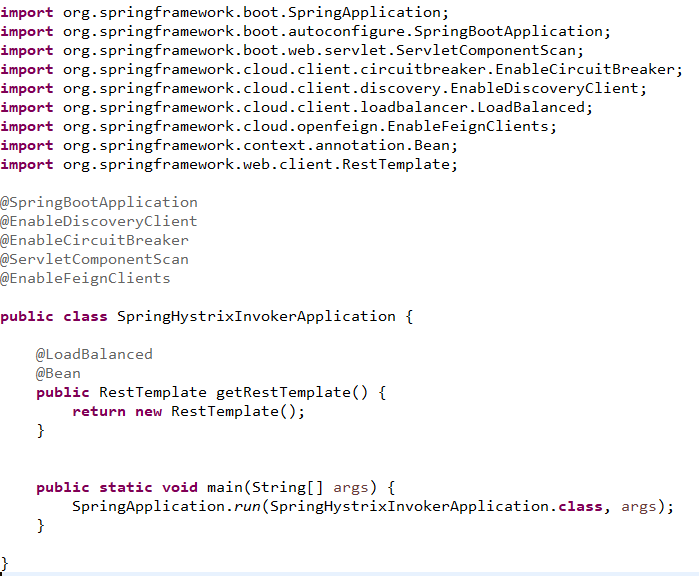 import org.springframework.boot.SpringApplication;
import org.springframework.boot.autoconfigure.SpringBootApplication;
import org.springframework.boot.web.servlet.ServletComponentScan;
import org.springframework.cloud.client.circuitbreaker.EnableCircuitBreaker;
import org.springframework.cloud.client.discovery.EnableDiscoveryClient;
import org.springframework.cloud.client.loadbalancer.LoadBalanced;
import org.springframework.cloud.openfeign.EnableFeignClients;
import org.springframework.context.annotation.Bean;
import org.springframework.web.client.RestTemplate;

@SpringBootApplication
@EnableDiscoveryClient
@EnableCircuitBreaker
@ServletComponentScan
@EnableFeignClients

public class SpringHystrixInvokerApplication {

    @LoadBalanced
    @Bean
    public RestTemplate getRestTemplate() {
        return new RestTemplate();
    }


    public static void main(String[] args) {
        SpringApplication.run(SpringHystrixInvokerApplication.class, args);
    }

}